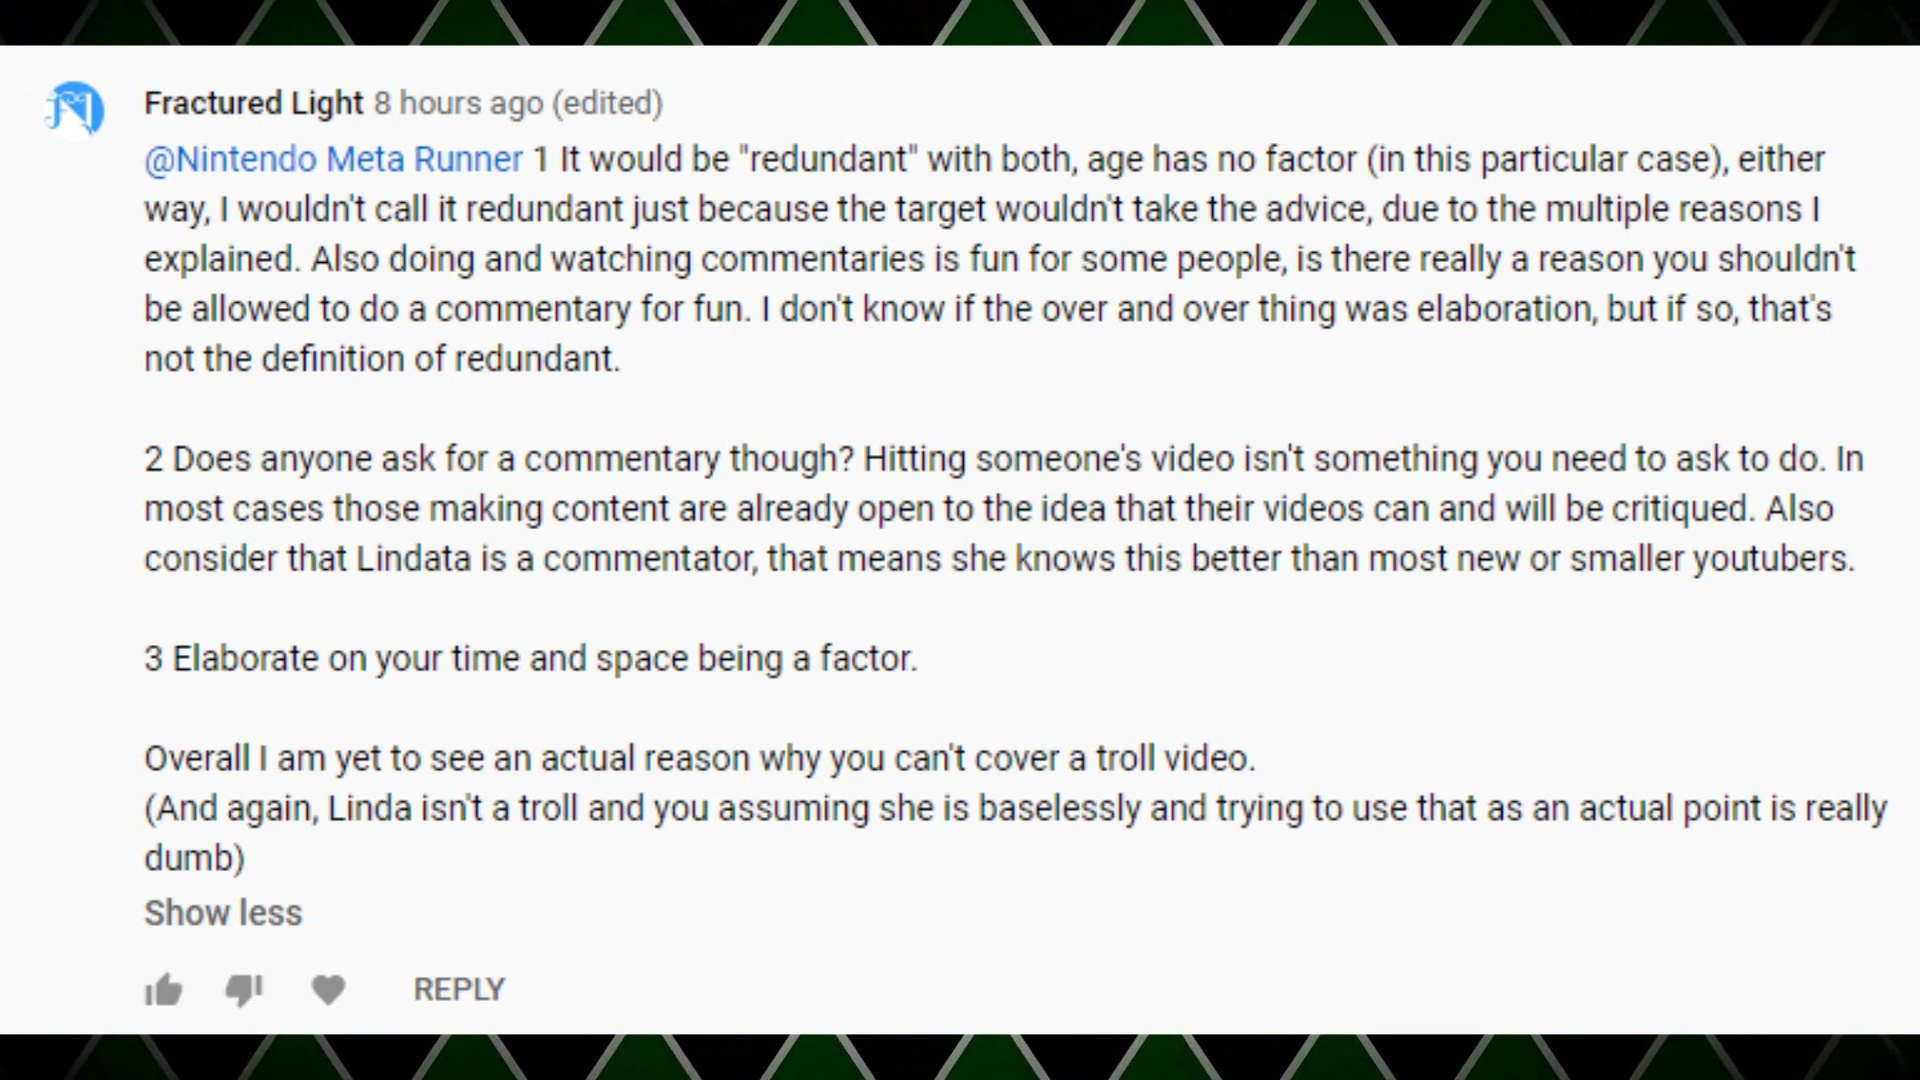 Fractured Light 8 hours ago (edited)
@Nintendo Meta Runner 1 It would be "redundant" with both, age has no factor (in this particular case), either
way, I wouldn't call it redundant just because the target wouldn't take the advice, due to the multiple reasons I
explained. Also doing and watching commentaries is fun for some people, is there really a reason you shouldn't
be allowed to do a commentary for fun. I don't know if the over and over thing was elaboration, but if so, that's
not the definition of redundant.
2 Does anyone ask for a commentary though? Hitting someone's video isn't something you need to ask to do. In
most cases those making content are already open to the idea that their videos can and will be critiqued. Also
consider that Lindata is a commentator, that means she knows this better than most new or smaller youtubers.
3 Elaborate on your time and space being a factor.
Overall I am yet to see an actual reason why you can't cover a troll video.
(And again, Linda isn't a troll and you assuming she is baselessly and trying to use that as an actual point is really
dumb)
Show less
REPLY